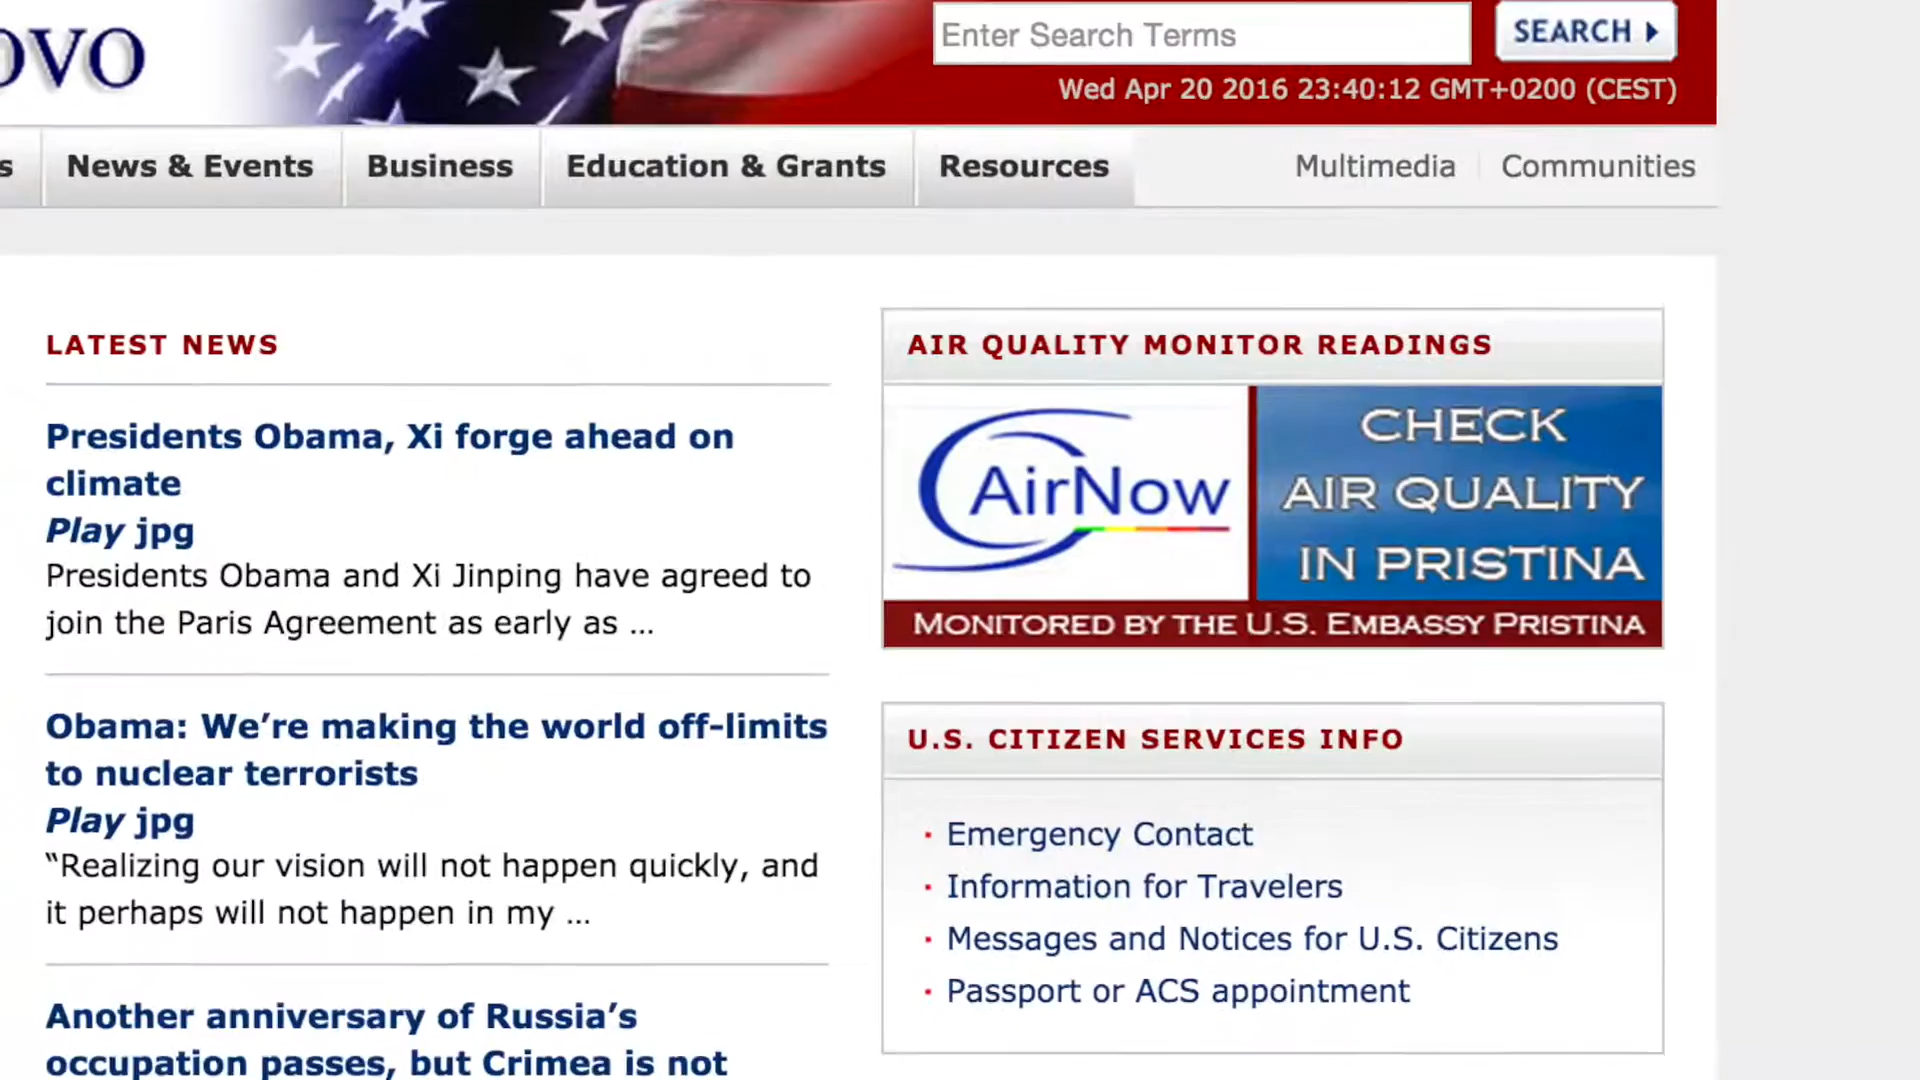 OVO
Enter Search Terms
SEARCH
Wed Apr 20 2016 23:40:12 GMT+0200 (CEST)
s
News & Events
Business
Education & Grants
Resources
Multimedia
Communities
LATEST NEWS
Presidents Obama, Xi forge ahead on
climate
Play jpg
Presidents Obama and Xi Jinping have agreed to
join the Paris Agreement as early as ...
Obama: We’re making the world off-limits
to nuclear terrorists
Play jpg
“Realizing our vision will not happen quickly, and
it perhaps will not happen in my ...
Another anniversary of Russia’s
occupation passes, but Crimea is not
AIR QUALITY MONITOR READINGS
AirNow
CHECK
AIR QUALITY
IN PRISTINA
MONITORED BY THE U.S. EMBASSY PRISTINA
U.S. CITIZEN SERVICES INFO
· Emergency Contact
· Information for Travelers
· Messages and Notices for U.S. Citizens
· Passport or ACS appointment